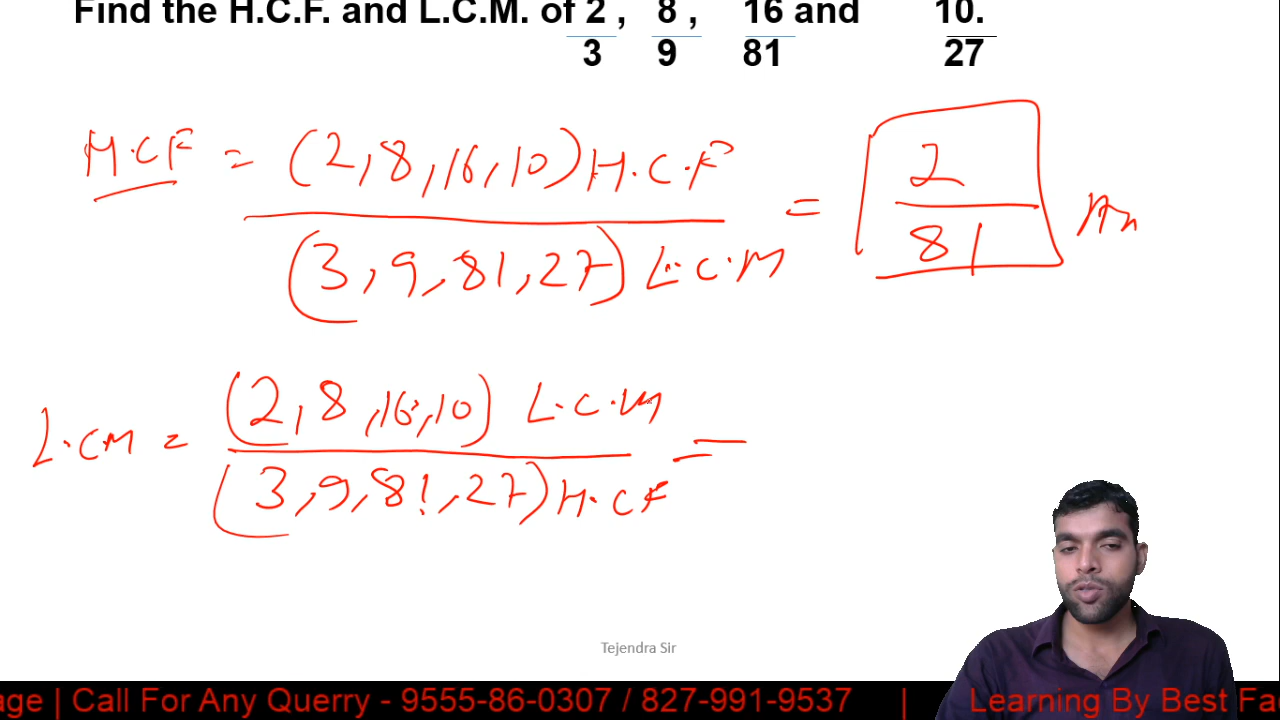 Find the H.C.F. and L.C.M. of 2/3, 8/9, 16/81 and 10/27.
H.C.F = (2,8,16,10)H.C.F / (3,9,81,27)L.C.M = 2/81 An
L.CM = (2,8,16,10) L.C.M / (3,9,81,27)H.CF =
Tejendra Sir
age | Call For Any Querry - 9555-86-0307 / 827-991-9537 | Learning By Best Fa